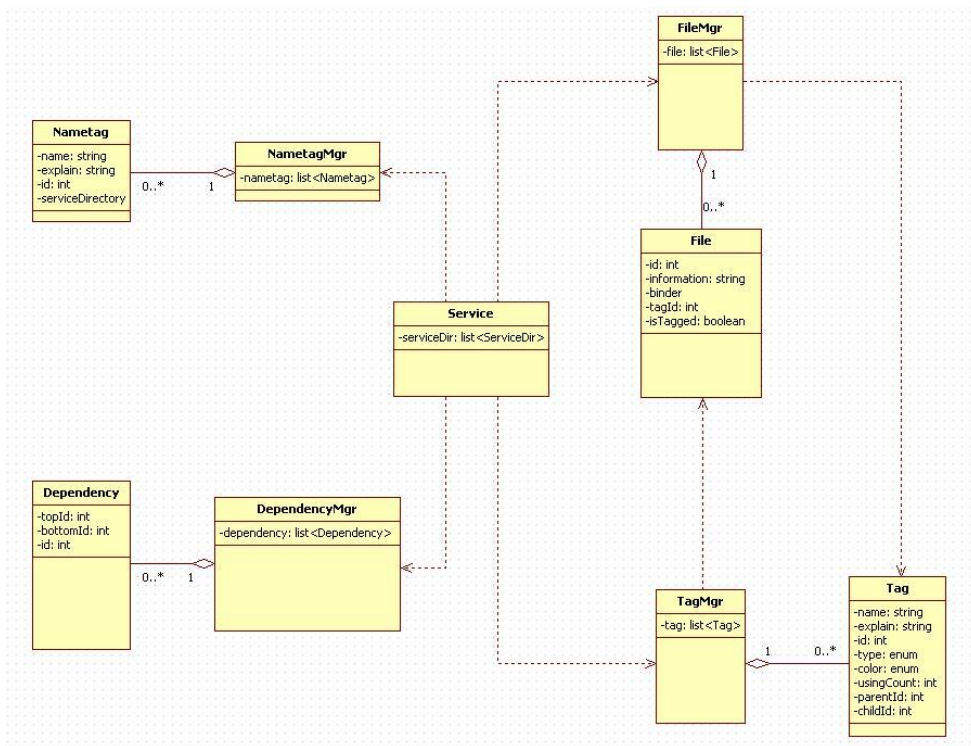 FileMgr
-file: list<File>
1
0..*
Nametag
-name: string
-explain: string
-id: int
-serviceDirectory
0..*
1
NametagMgr
-nametag: list<Nametag>
File
-id: int
-information: string
-binder
-tagId: int
-isTagged: boolean
Service
-serviceDir: list<ServiceDir>
Dependency
-topId: int
-bottomId: int
-id: int
0..*
1
DependencyMgr
-dependency: list<Dependency>
TagMgr
-tag: list<Tag>
1
0..*
Tag
-name: string
-explain: string
-id: int
-type: enum
-color: enum
-usingCount: int
-parentId: int
-childId: int